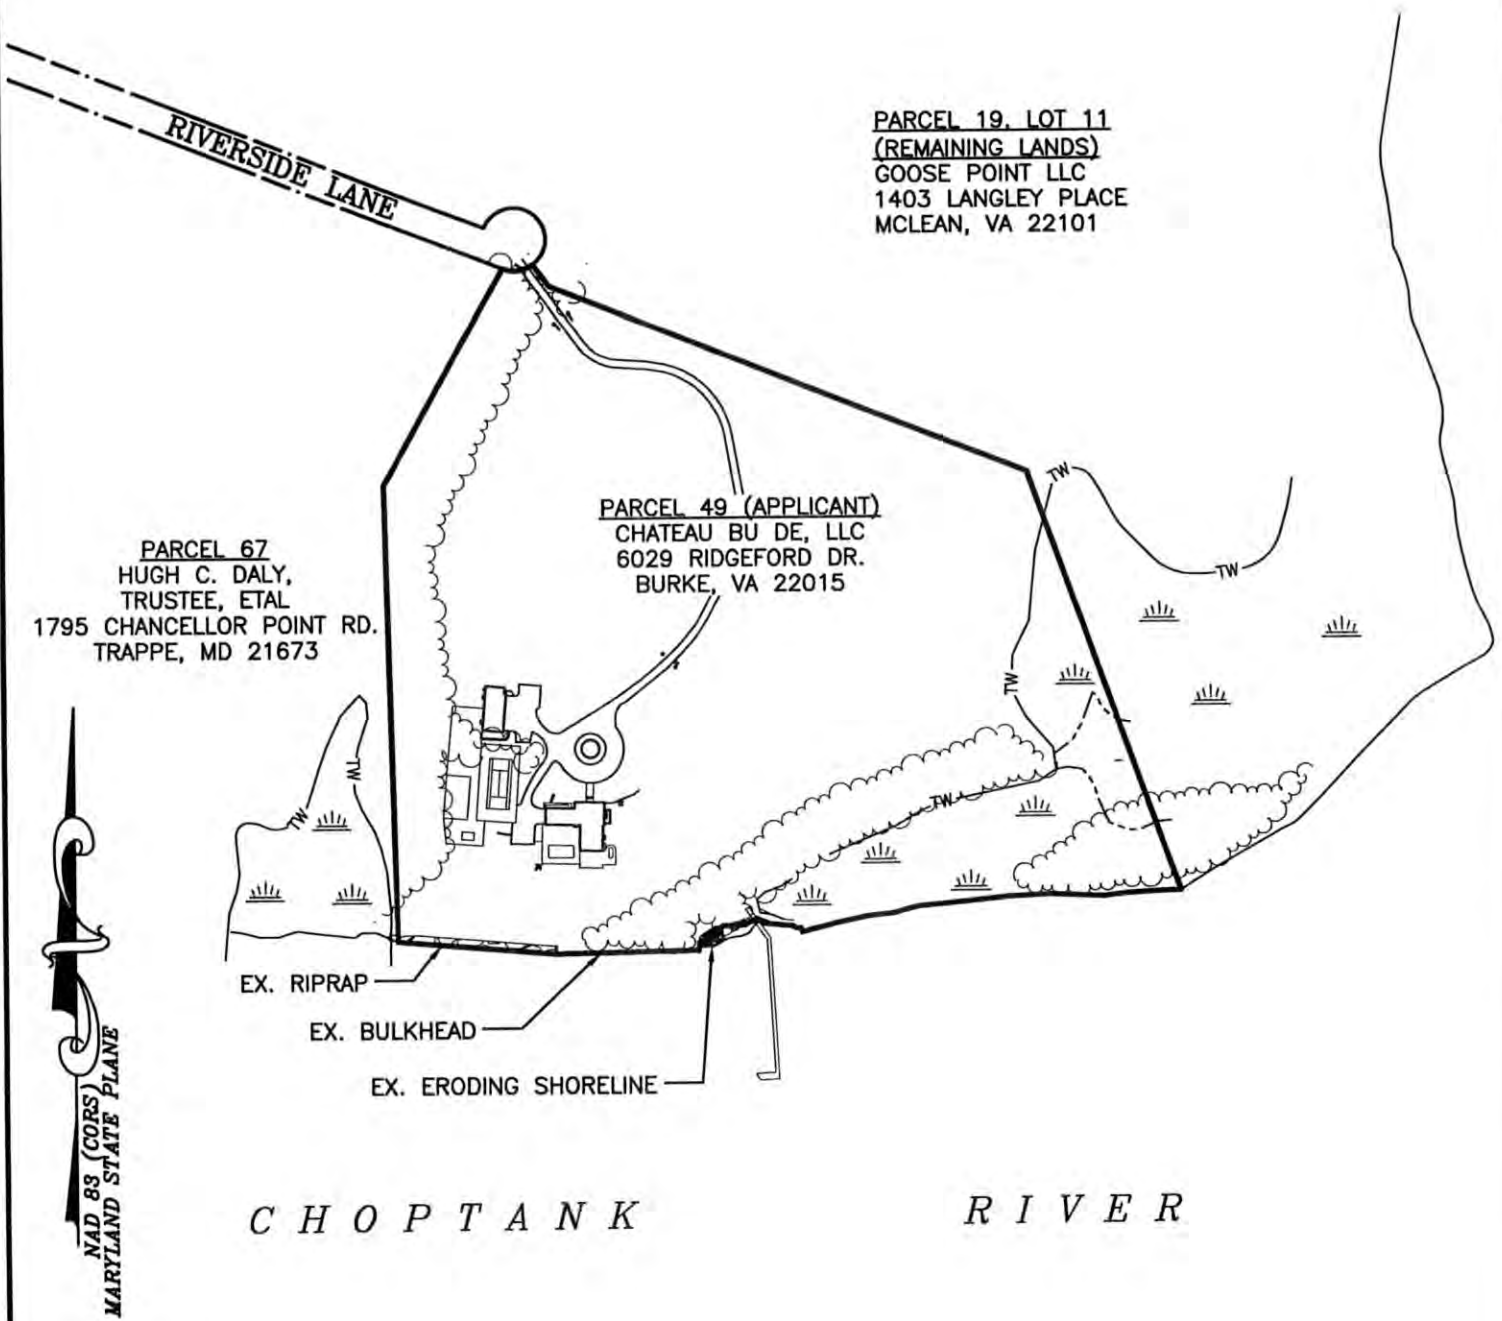 RIVERSIDE LANE
PARCEL 19, LOT 11
(REMAINING LANDS)
GOOSE POINT LLC
1403 LANGLEY PLACE
MCLEAN, VA 22101
PARCEL 49 (APPLICANT)
CHATEAU BU DE, LLC
6029 RIDGEFORD DR.
BURKE, VA 22015
PARCEL 67
HUGH C. DALY,
TRUSTEE, ETAL
1795 CHANCELLOR POINT RD.
TRAPPE, MD 21673
TW
TW
TW
TW
TW
TW
EX. RIPRAP
EX. BULKHEAD
EX. ERODING SHORELINE
NAD 83 (CORS)
MARYLAND STATE PLANE
CHOPTANK RIVER